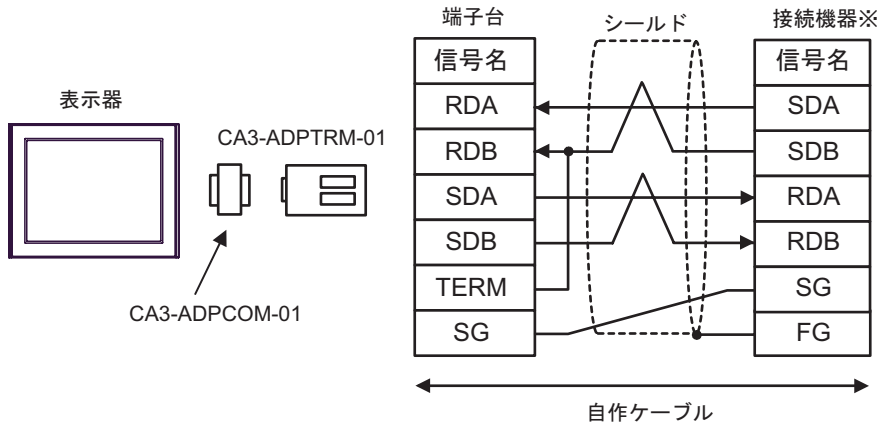 端子台
シールド
接続機器※
信号名
信号名
RDA
SDA
RDB
SDB
SDA
RDA
SDB
RDB
TERM
SG
SG
FG
表示器
CA3-ADPTRM-01
CA3-ADPCOM-01
自作ケーブル